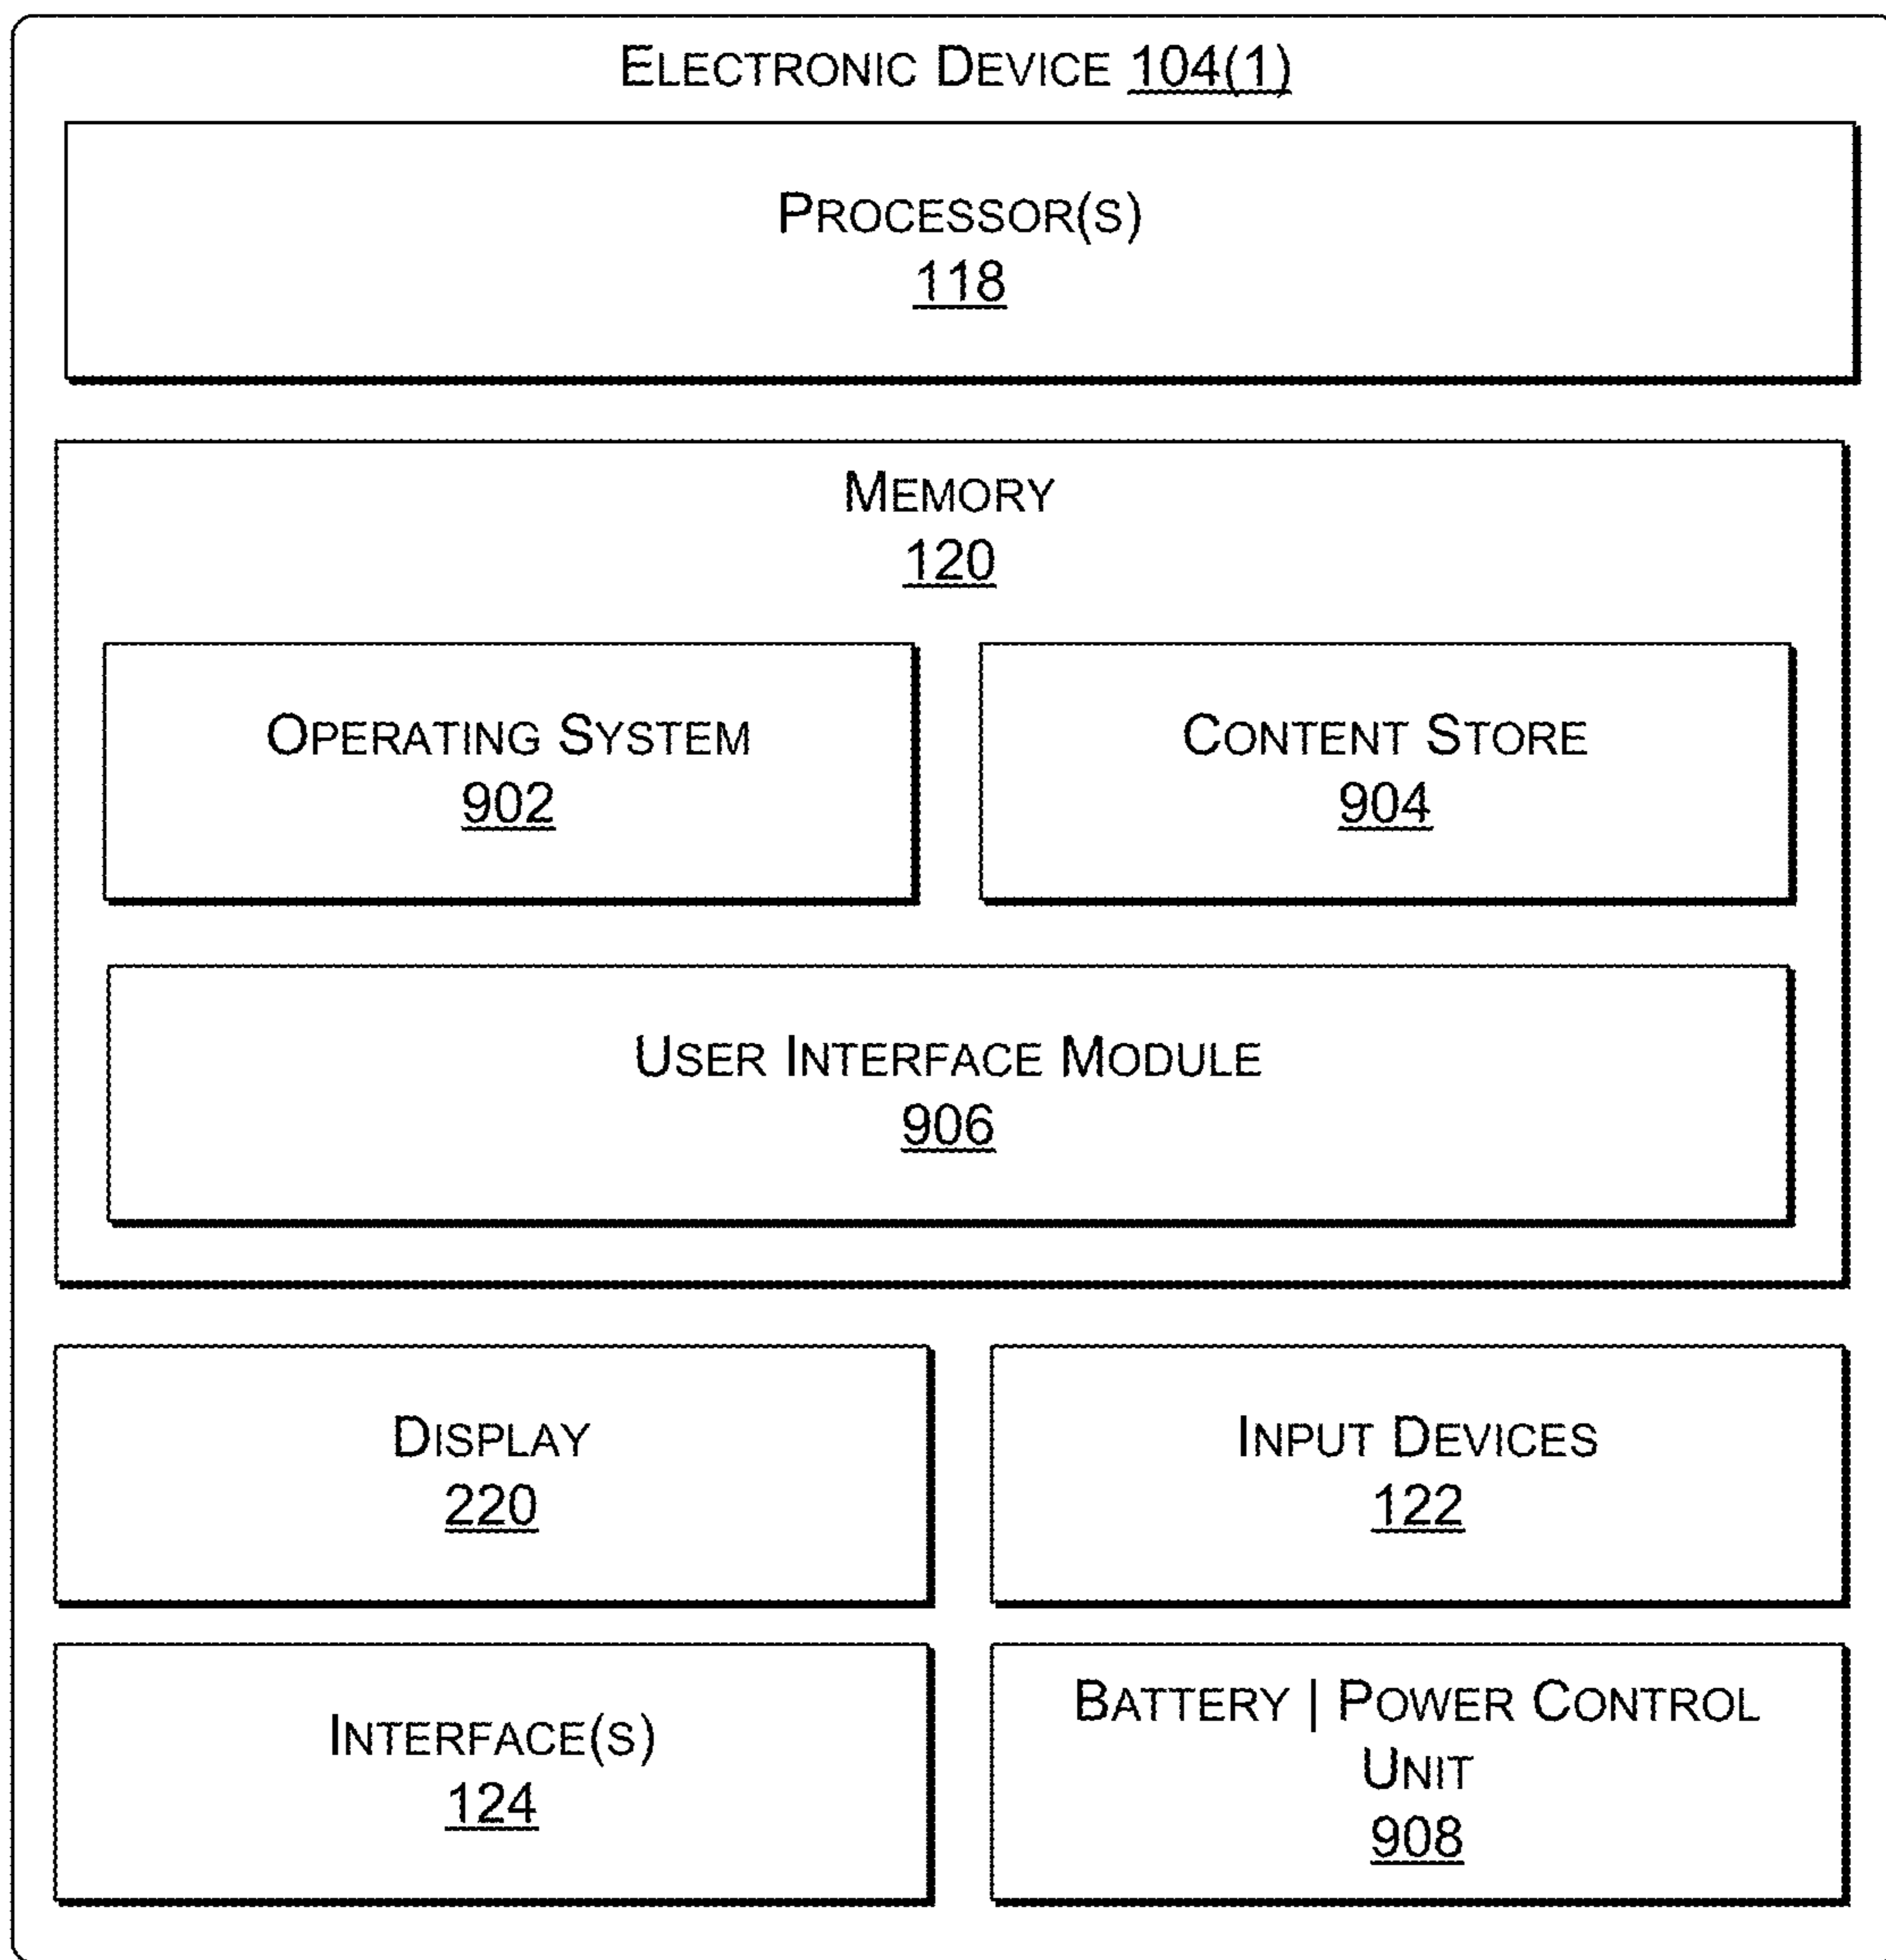 ELECTRONIC DEVICE 104(1)
PROCESSOR(S)
118
MEMORY
120
OPERATING SYSTEM
902
CONTENT STORE
904
USER INTERFACE MODULE
906
DISPLAY
220
INPUT DEVICES
122
INTERFACE(S)
124
BATTERY | POWER CONTROL
UNIT
908